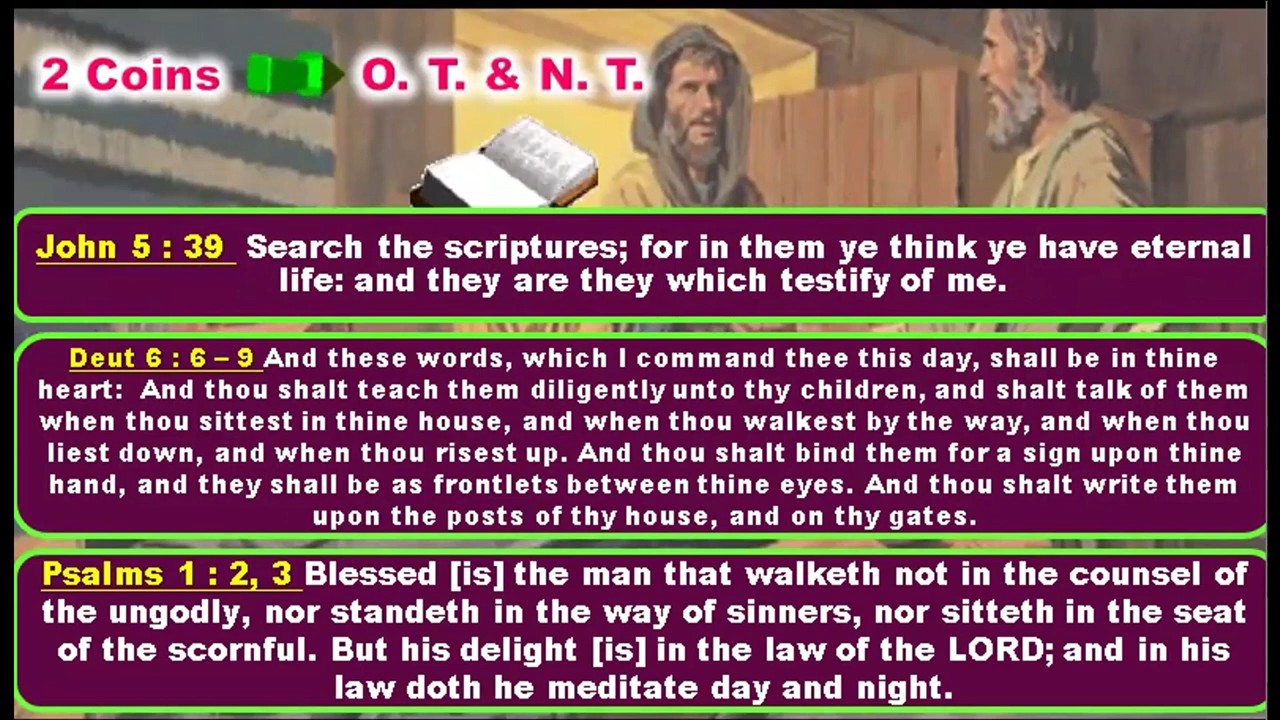 2 Coins O. T. & N. T.
John 5 : 39 Search the scriptures; for in them ye think ye have eternal
life: and they are they which testify of me.
Deut 6 : 6 – 9 And these words, which I command thee this day, shall be in thine
heart: And thou shalt teach them diligently unto thy children, and shalt talk of them
when thou sittest in thine house, and when thou walkest by the way, and when thou
liest down, and when thou risest up. And thou shalt bind them for a sign upon thine
hand, and they shall be as frontlets between thine eyes. And thou shalt write them
upon the posts of thy house, and on thy gates.
Psalms 1 : 2, 3 Blessed [is] the man that walketh not in the counsel of
the ungodly, nor standeth in the way of sinners, nor sitteth in the seat
of the scornful. But his delight [is] in the law of the LORD; and in his
law doth he meditate day and night.